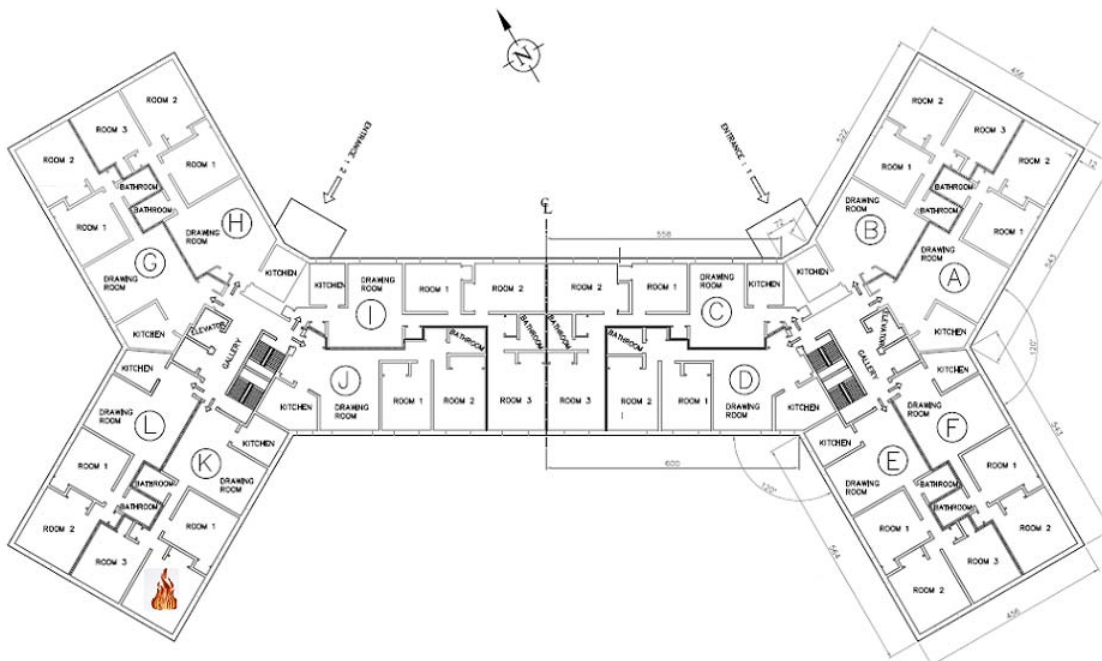 N
ENTRANCE : 2
ENTRANCE : 1
℄
ROOM 2
ROOM 3
ROOM 2
ROOM 1
BATHROOM
BATHROOM
ROOM 1
DRAWING
ROOM
H
G
DRAWING
ROOM
KITCHEN
KITCHEN
ELEVATOR
GALLERY
KITCHEN
DRAWING
ROOM
I
ROOM 1
ROOM 2
BATHROOM
BATHROOM
J
KITCHEN
DRAWING
ROOM
ROOM 1
ROOM 2
ROOM 3
KITCHEN
L
DRAWING
ROOM
KITCHEN
K
DRAWING
ROOM
ROOM 1
BATHROOM
BATHROOM
ROOM 1
ROOM 2
ROOM 3
558
72
ROOM 2
ROOM 1
DRAWING
ROOM
KITCHEN
C
BATHROOM
BATHROOM
D
ROOM 3
ROOM 2
ROOM 1
DRAWING
ROOM
KITCHEN
600
120°
456
522
12
ROOM 2
ROOM 3
ROOM 2
ROOM 1
BATHROOM
BATHROOM
ROOM 1
DRAWING
ROOM
B
DRAWING
ROOM
A
KITCHEN
KITCHEN
ELEVATOR
GALLERY
543
120°
543
KITCHEN
DRAWING
ROOM
F
KITCHEN
E
DRAWING
ROOM
ROOM 1
BATHROOM
BATHROOM
ROOM 1
ROOM 2
ROOM 3
ROOM 2
564
456